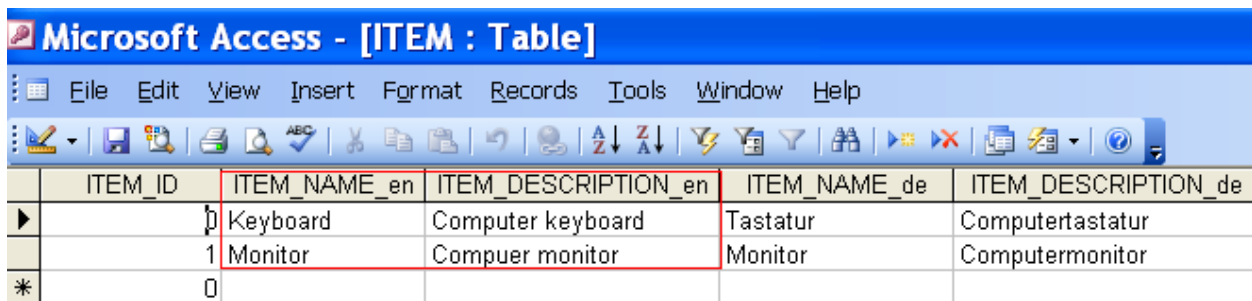 Microsoft Access - [ITEM : Table]
File Edit View Insert Format Records Tools Window Help
ABC A Z Z A
ITEM_ID ITEM_NAME_en ITEM_DESCRIPTION_en ITEM_NAME_de ITEM_DESCRIPTION_de
0 Keyboard Computer keyboard Tastatur Computertastatur
1 Monitor Compuer monitor Monitor Computermonitor
0